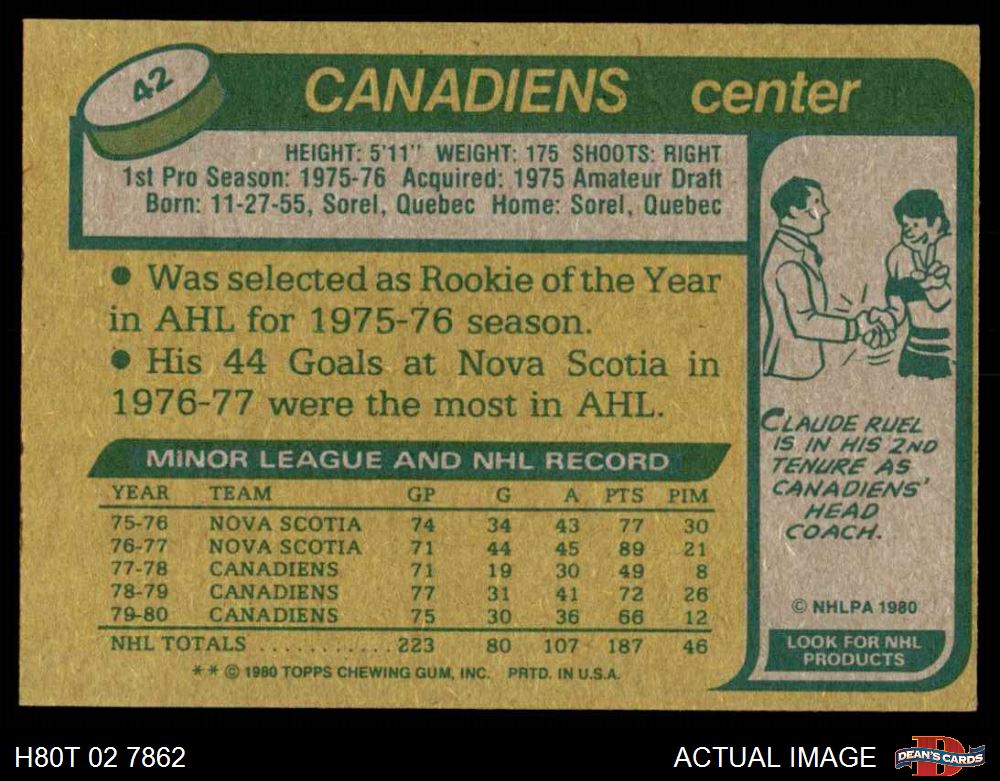 42
CANADIENS center
HEIGHT: 5'11" WEIGHT: 175 SHOOTS: RIGHT
1st Pro Season: 1975-76 Acquired: 1975 Amateur Draft
Born: 11-27-55, Sorel, Quebec Home: Sorel, Quebec
• Was selected as Rookie of the Year
in AHL for 1975-76 season.
• His 44 Goals at Nova Scotia in
1976-77 were the most in AHL.
MINOR LEAGUE AND NHL RECORD
YEAR TEAM GP G A PTS PIM
75-76 NOVA SCOTIA 74 34 43 77 30
76-77 NOVA SCOTIA 71 44 45 89 21
77-78 CANADIENS 71 19 30 49 8
78-79 CANADIENS 77 31 41 72 26
79-80 CANADIENS 75 30 36 66 12
NHL TOTALS ............223 80 107 187 46
** © 1980 TOPPS CHEWING GUM, INC. PRTD. IN U.S.A.
CLAUDE RUEL
IS IN HIS 2ND
TENURE AS
CANADIENS'
HEAD
COACH.
© NHLPA 1980
LOOK FOR NHL
PRODUCTS
H80T 02 7862
ACTUAL IMAGE
D
DEAN'S CARDS